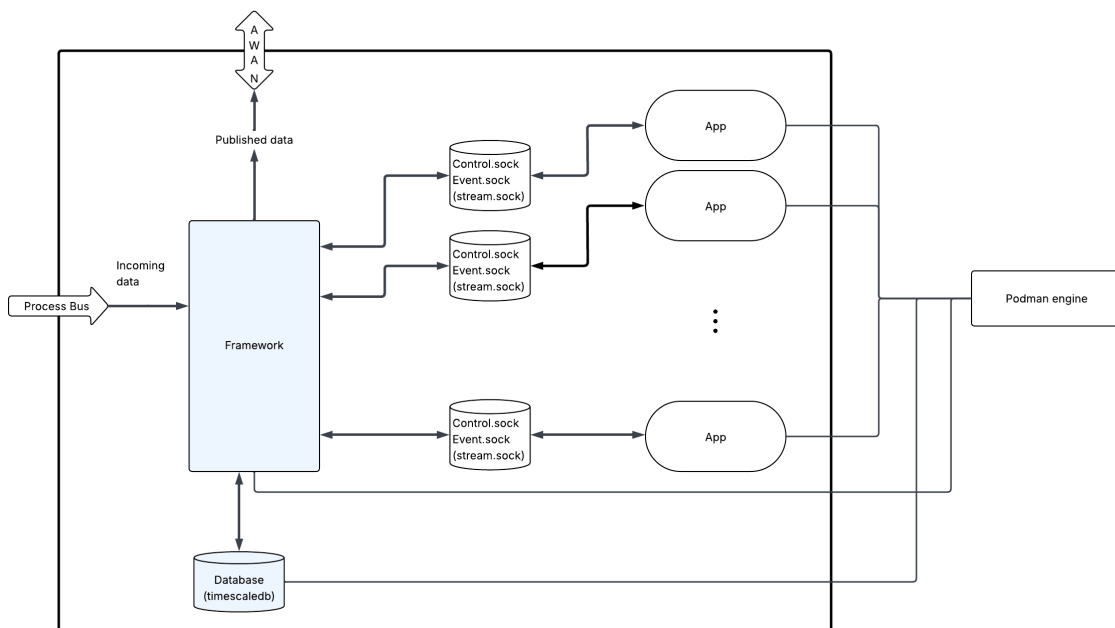 A
W
A
N
Published data
App
Control.sock
Event.sock
(stream.sock)
App
Control.sock
Event.sock
(stream.sock)
Incoming
data
Process Bus
Podman engine
Framework
Control.sock
Event.sock
(stream.sock)
App
Database
(timescaledb)